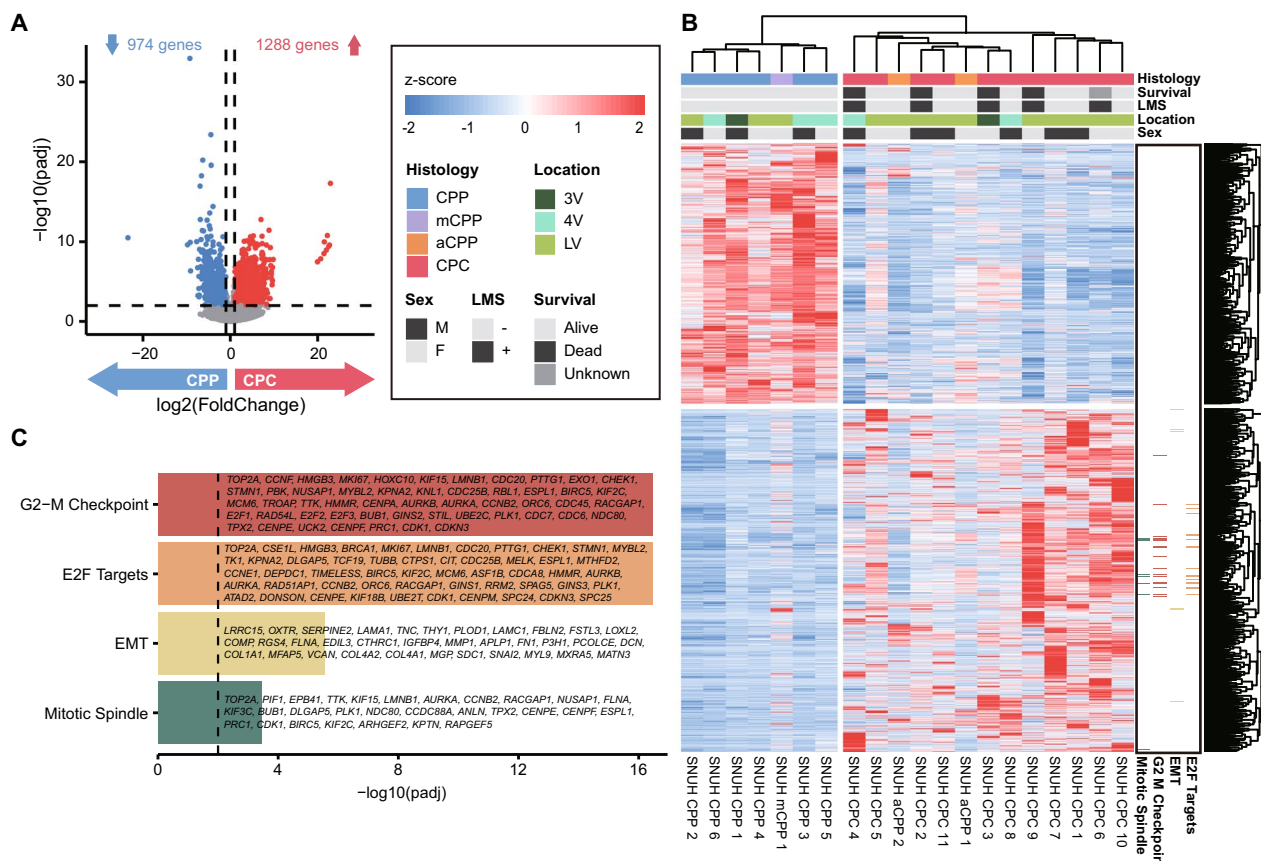 A
974 genes
1288 genes
30
20
10
0
−log10(padj)
−20
0
20
CPP
CPC
log2(FoldChange)
z-score
-2
-1
0
1
2
Histology
CPP
mCPP
aCPP
CPC
Location
3V
4V
LV
Sex
M
F
LMS
-
+
Survival
Alive
Dead
Unknown
B
Histology
Survival
LMS
Location
Sex
SNUH CPP 2
SNUH CPP 6
SNUH CPP 1
SNUH CPP 4
SNUH mCPP 1
SNUH CPP 3
SNUH CPP 5
SNUH CPC 4
SNUH CPC 5
SNUH aCPP 2
SNUH CPC 2
SNUH CPC 11
SNUH aCPP 1
SNUH CPC 3
SNUH CPC 8
SNUH CPC 9
SNUH CPC 7
SNUH CPC 1
SNUH CPC 6
SNUH CPC 10
Mitotic Spindle
G2 M Checkpoir
EMT
E2F Targets
C
G2−M Checkpoint
TOP2A, CCNF, HMGB3, MKI67, HOXC10, KIF15, LMNB1, CDC20, PTTG1, EXO1, CHEK1,
STMN1, PBK, NUSAP1, MYBL2, KPNA2, KNL1, CDC25B, RBL1, ESPL1, BIRC5, KIF2C,
MCM6, TROAP, TTK, HMMR, CENPA, AURKB, AURKA, CCNB2, ORC6, CDC45, RACGAP1,
E2F1, RAD54L, E2F2, E2F3, BUB1, GINS2, STIL, UBE2C, PLK1, CDC7, CDC6, NDC80,
TPX2, CENPE, UCK2, CENPF, PRC1, CDK1, CDKN3
E2F Targets
TOP2A, CSE1L, HMGB3, BRCA1, MKI67, LMNB1, CDC20, PTTG1, CHEK1, STMN1, MYBL2,
TK1, KPNA2, DLGAP5, TCF19, TUBB, CTPS1, CIT, CDC25B, MELK, ESPL1, MTHFD2,
CCNE1, DEPDC1, TIMELESS, BIRC5, KIF2C, MCM6, ASF1B, CDCA8, HMMR, AURKB,
AURKA, RAD51AP1, CCNB2, ORC6, RACGAP1, GINS1, RRM2, SPAG5, GINS3, PLK1,
ATAD2, DONSON, CENPE, KIF18B, UBE2T, CDK1, CENPM, SPC24, CDKN3, SPC25
EMT
LRRC15, OXTR, SERPINE2, LAMA1, TNC, THY1, PLOD1, LAMC1, FBLN2, FSTL3, LOXL2,
COMP, RGS4, FLNA, EDIL3, CTHRC1, IGFBP4, MMP1, APLP1, FN1, P3H1, PCOLCE, DCN,
COL1A1, MFAP5, VCAN, COL4A2, COL4A1, MGP, SDC1, SNAI2, MYL9, MXRA5, MATN3
Mitotic Spindle
TOP2A, PIF1, EPB41, TTK, KIF15, LMNB1, AURKA, CCNB2, RACGAP1, NUSAP1, FLNA,
KIF3C, BUB1, DLGAP5, PLK1, NDC80, CCDC88A, ANLN, TPX2, CENPE, CENPF, ESPL1,
PRC1, CDK1, BIRC5, KIF2C, ARHGEF2, KPTN, RAPGEF5
0
4
8
12
16
−log10(padj)